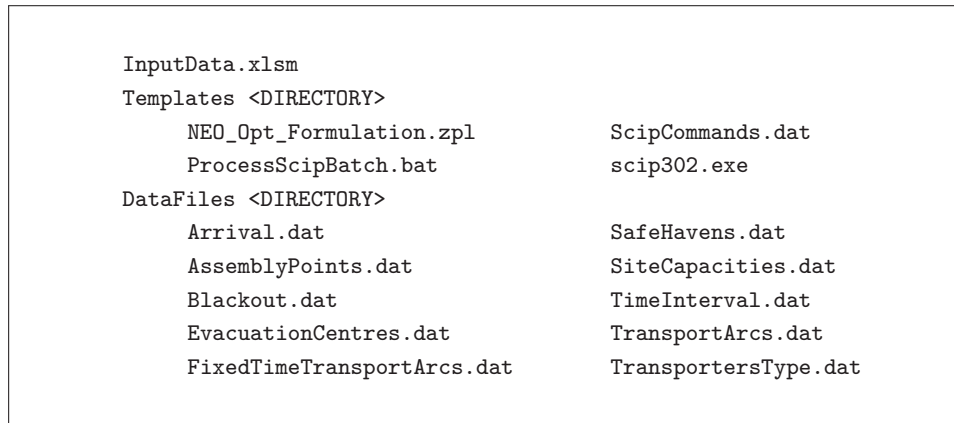 InputData.xlsm
Templates <DIRECTORY>
NEO_Opt_Formulation.zpl ScipCommands.dat
ProcessScipBatch.bat scip302.exe
DataFiles <DIRECTORY>
Arrival.dat SafeHavens.dat
AssemblyPoints.dat SiteCapacities.dat
Blackout.dat TimeInterval.dat
EvacuationCentres.dat TransportArcs.dat
FixedTimeTransportArcs.dat TransportersType.dat